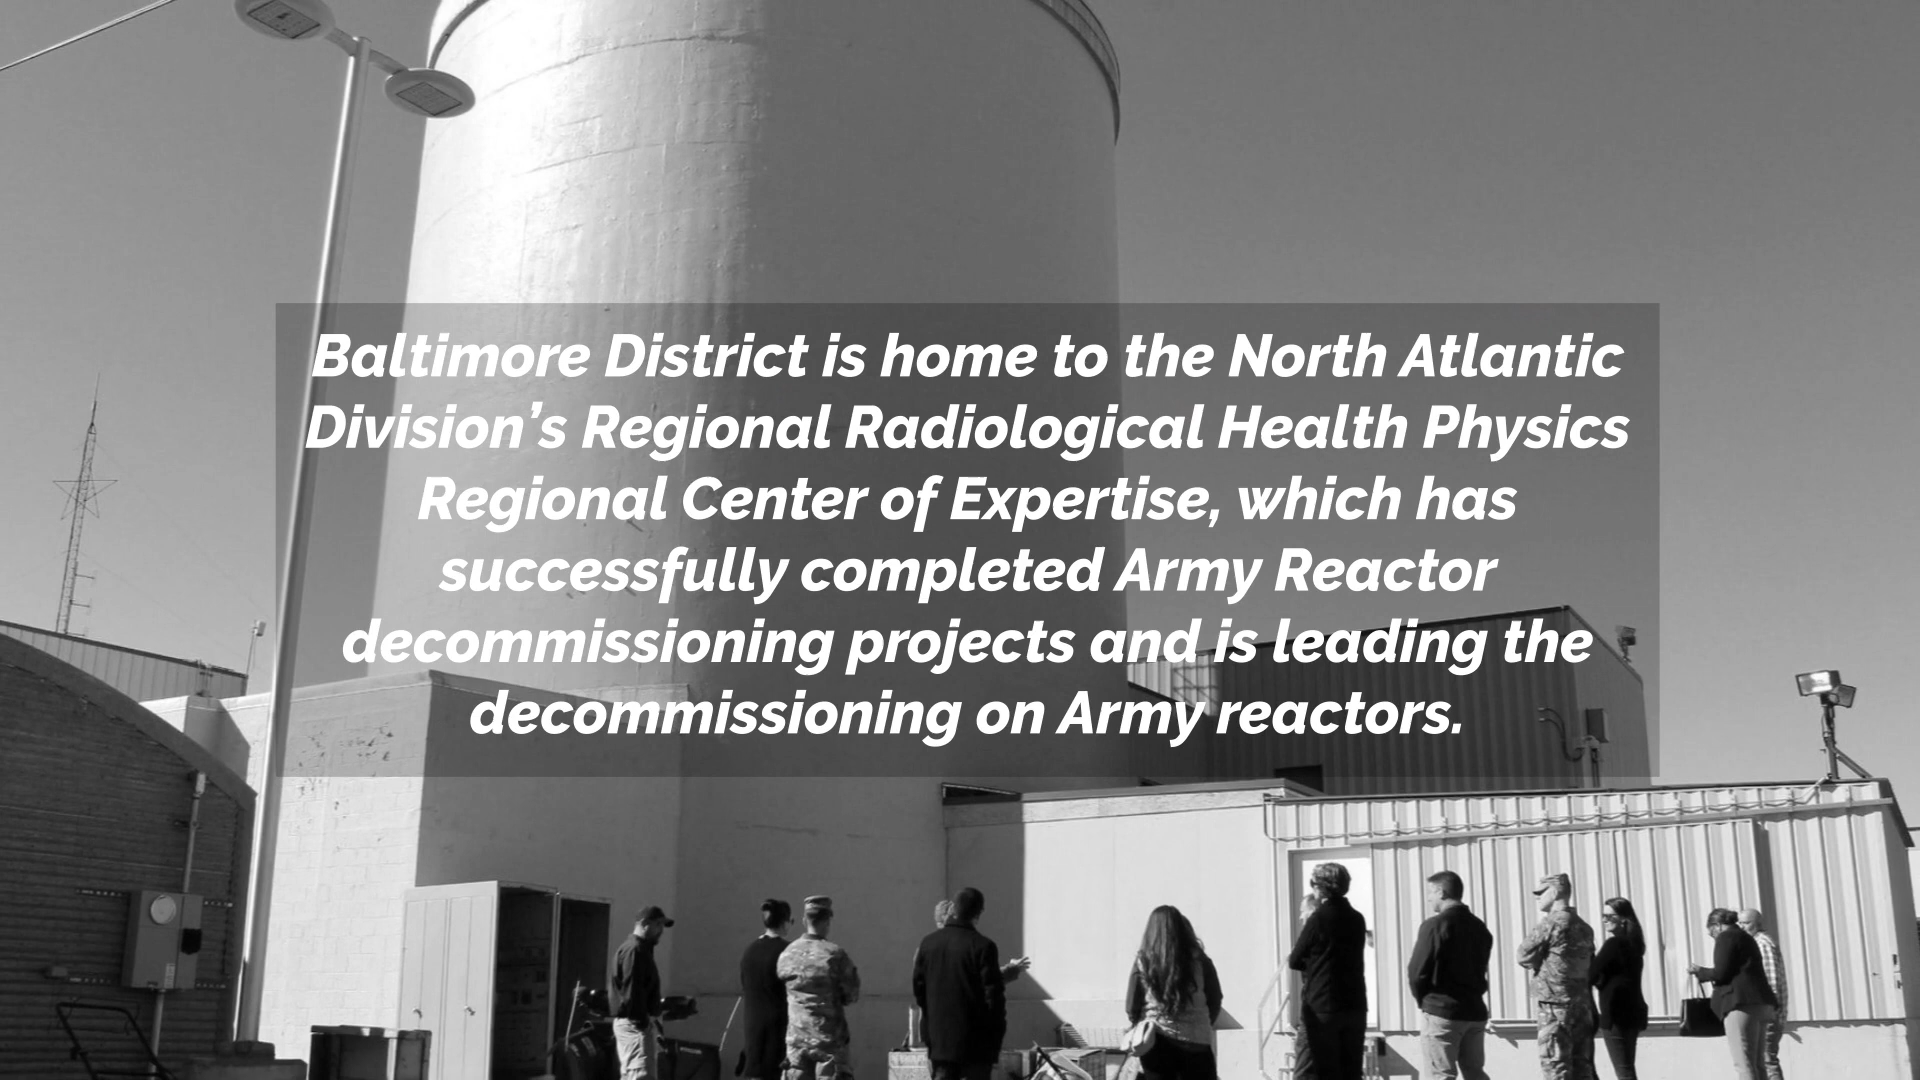 Baltimore District is home to the North Atlantic
Division’s Regional Radiological Health Physics
Regional Center of Expertise, which has
successfully completed Army Reactor
decommissioning projects and is leading the
decommissioning on Army reactors.